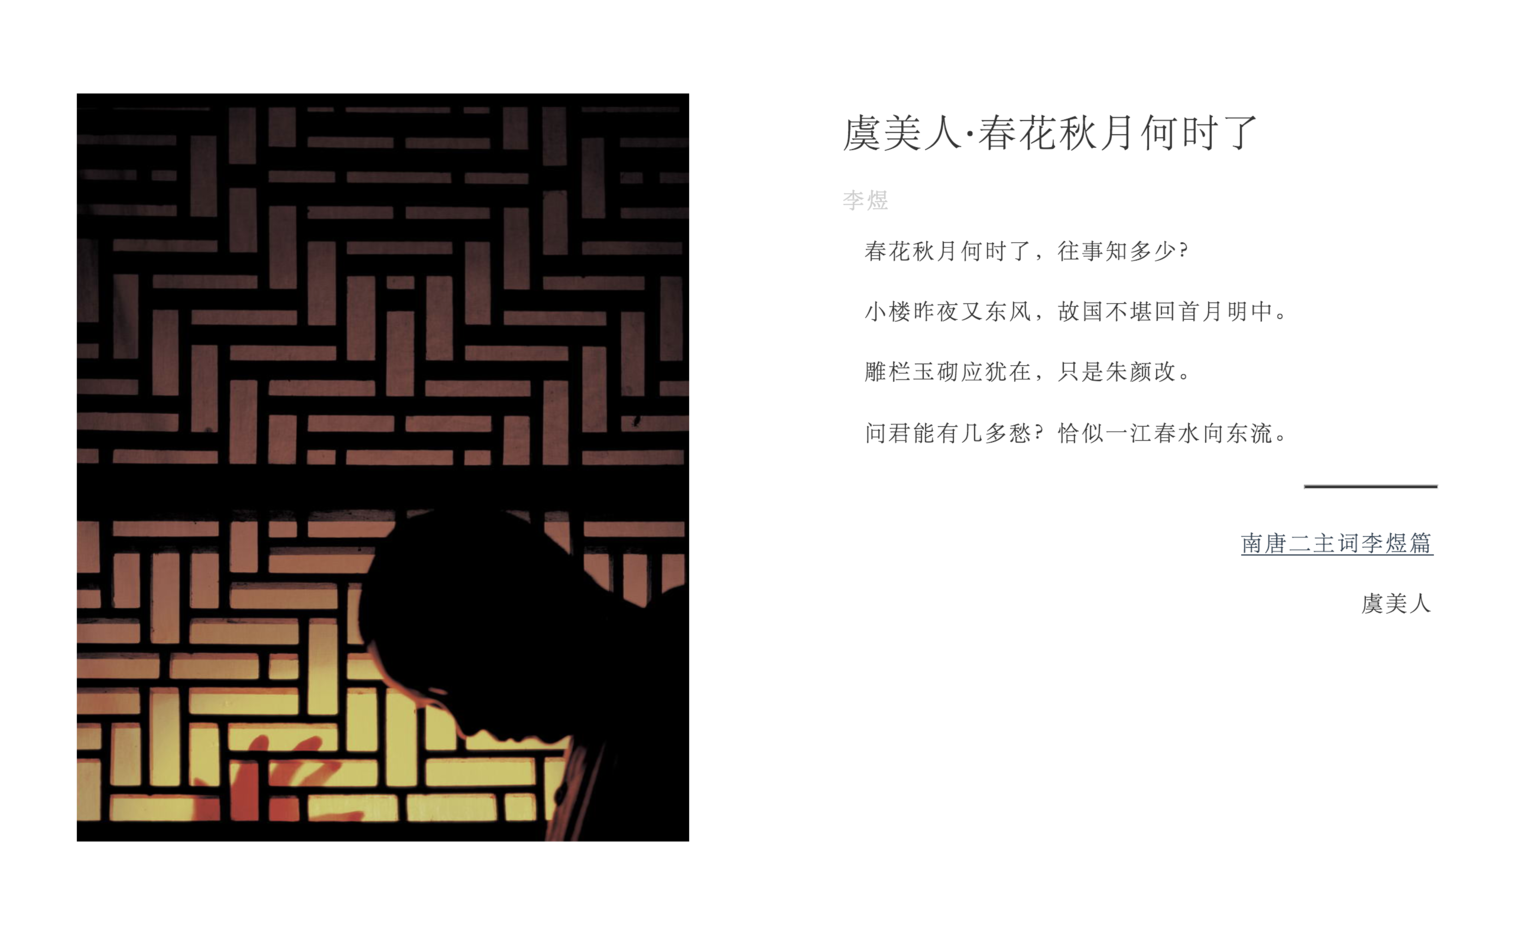 虞美人·春花秋月何时了
李煜
春花秋月何时了，往事知多少？
小楼昨夜又东风，故国不堪回首月明中。
雕栏玉砌应犹在，只是朱颜改。
问君能有几多愁？恰似一江春水向东流。
南唐二主词李煜篇
虞美人